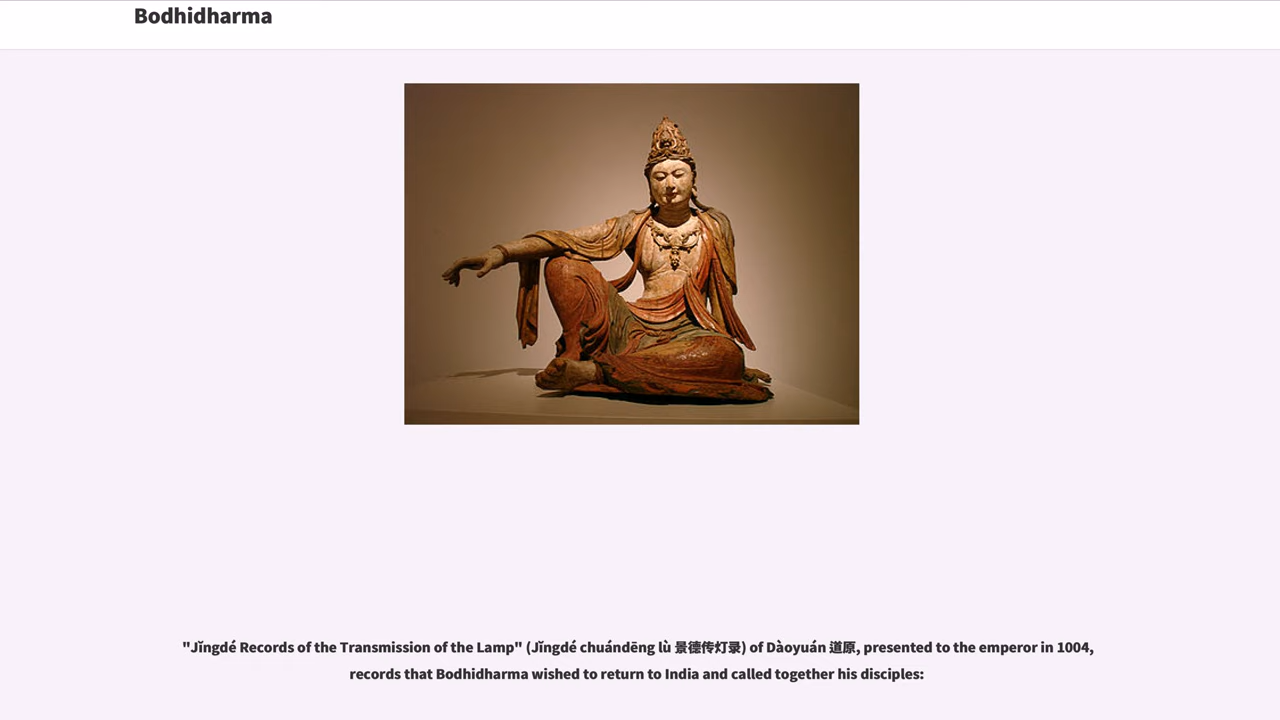 Bodhidharma
"Jǐngdé Records of the Transmission of the Lamp" (Jǐngdé chuándēng lù 景德传灯录) of Dàoyuán 道原, presented to the emperor in 1004,
records that Bodhidharma wished to return to India and called together his disciples: